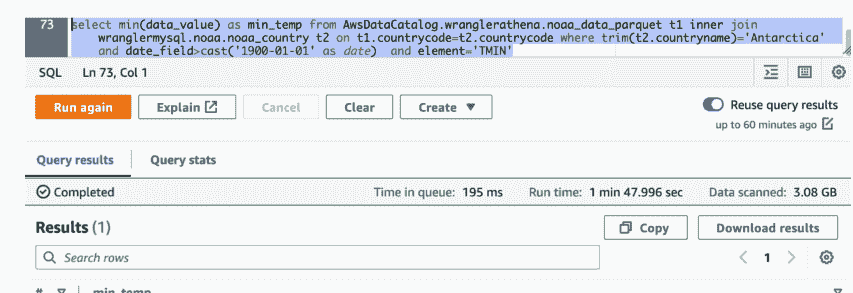 73 select min(data_value) as min_temp from AwsDataCatalog.wranglerathena.noaa_data_parquet t1 inner join
wranglermysql.noaa.noaa_country t2 on t1.countrycode=t2.countrycode where trim(t2.countryname)='Antarctica'
and date_field>cast('1900-01-01' as date) and element='TMIN'
SQL Ln 73, Col 1
Run again Explain Cancel Clear Create Reuse query results
up to 60 minutes ago
Query results Query stats
Completed Time in queue: 195 ms Run time: 1 min 47.996 sec Data scanned: 3.08 GB
Results (1) Copy Download results
Search rows 1
# min_temp